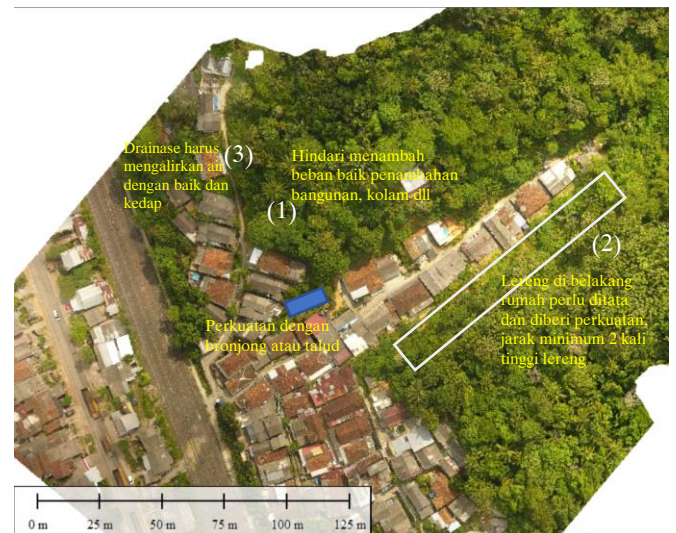 Drainase harus
mengalirkan air
dengan baik dan
kedap
(3)
Hindari menambah
beban baik penambahan
bangunan, kolam dll
(1)
(2)
Lereng di belakang
rumah perlu ditata
dan diberi perkuatan,
jarak minimum 2 kali
tinggi lereng
Perkuatan dengan
bronjong atau talud
0 m 25 m 50 m 75 m 100 m 125 m